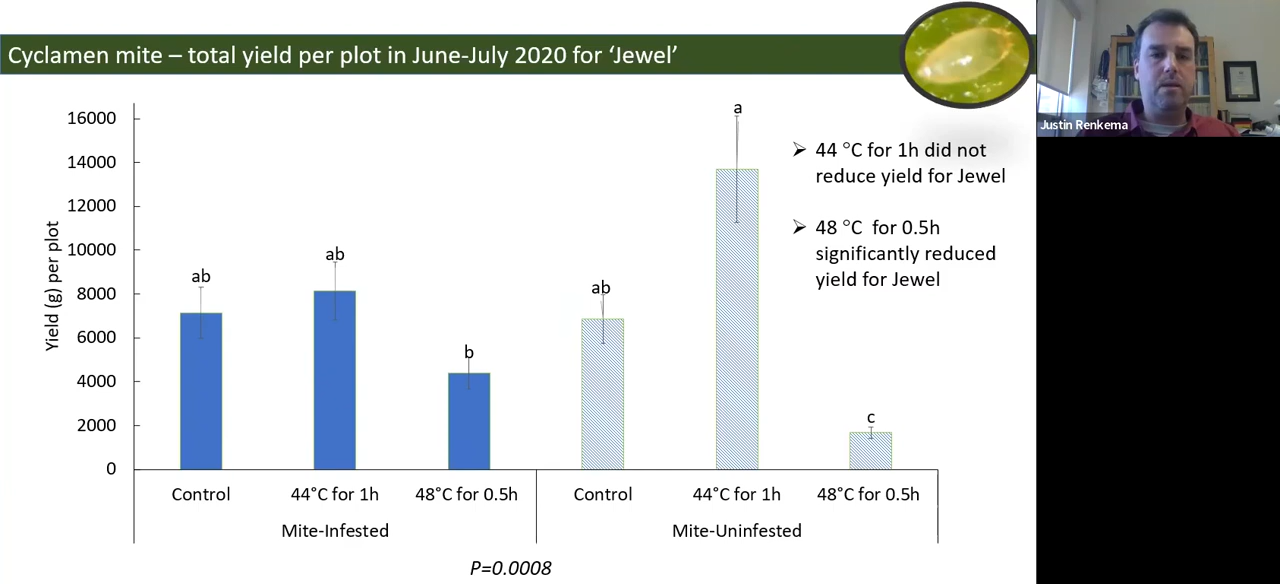 Cyclamen mite – total yield per plot in June-July 2020 for ‘Jewel’
Justin Renkema
Yield (g) per plot
16000
14000
12000
10000
8000
6000
4000
2000
0
ab
ab
b
ab
a
c
➢ 44 °C for 1h did not
reduce yield for Jewel
➢ 48 °C for 0.5h
significantly reduced
yield for Jewel
Control
44°C for 1h
48°C for 0.5h
Control
44°C for 1h
48°C for 0.5h
Mite-Infested
Mite-Uninfested
P=0.0008